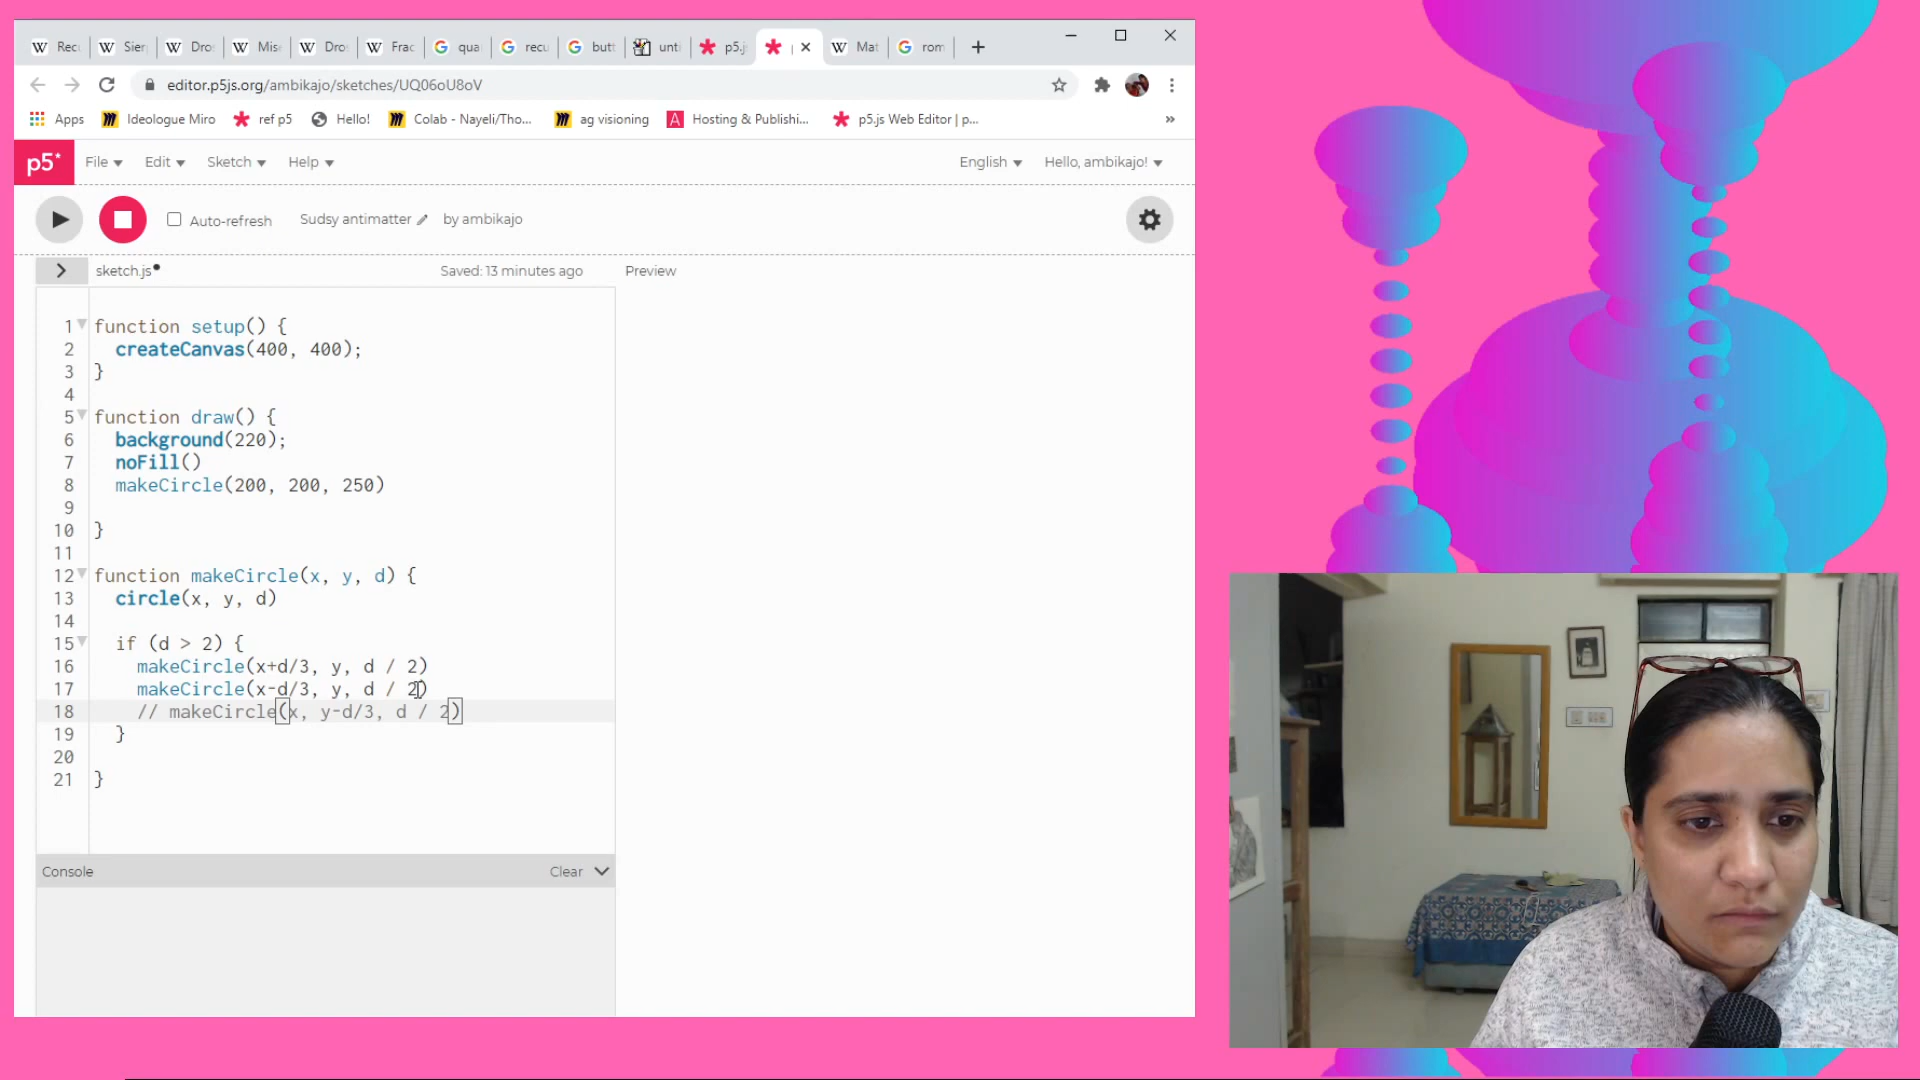 Recu
Sier
Dro
Mis
Dro
Frac
qua
recu
butt
unti
p5.j
Mat
rom
editor.p5js.org/ambikajo/sketches/UQ06oU8oV
Apps
Ideologue Miro
ref p5
Hello!
Colab - Nayeli/Tho...
ag visioning
Hosting & Publishi...
p5.js Web Editor | p...
»
p5*
File
Edit
Sketch
Help
English
Hello, ambikajo!
Auto-refresh
Sudsy antimatter
by ambikajo
sketch.js
Saved: 13 minutes ago
Preview
1 function setup() {
2 createCanvas(400, 400);
3 }
4
5 function draw() {
6 background(220);
7 noFill()
8 makeCircle(200, 200, 250)
9
10 }
11
12 function makeCircle(x, y, d) {
13 circle(x, y, d)
14
15 if (d > 2) {
16 makeCircle(x+d/3, y, d / 2)
17 makeCircle(x-d/3, y, d / 2)
18 // makeCircle(x, y-d/3, d / 2)
19 }
20
21 }
Console
Clear